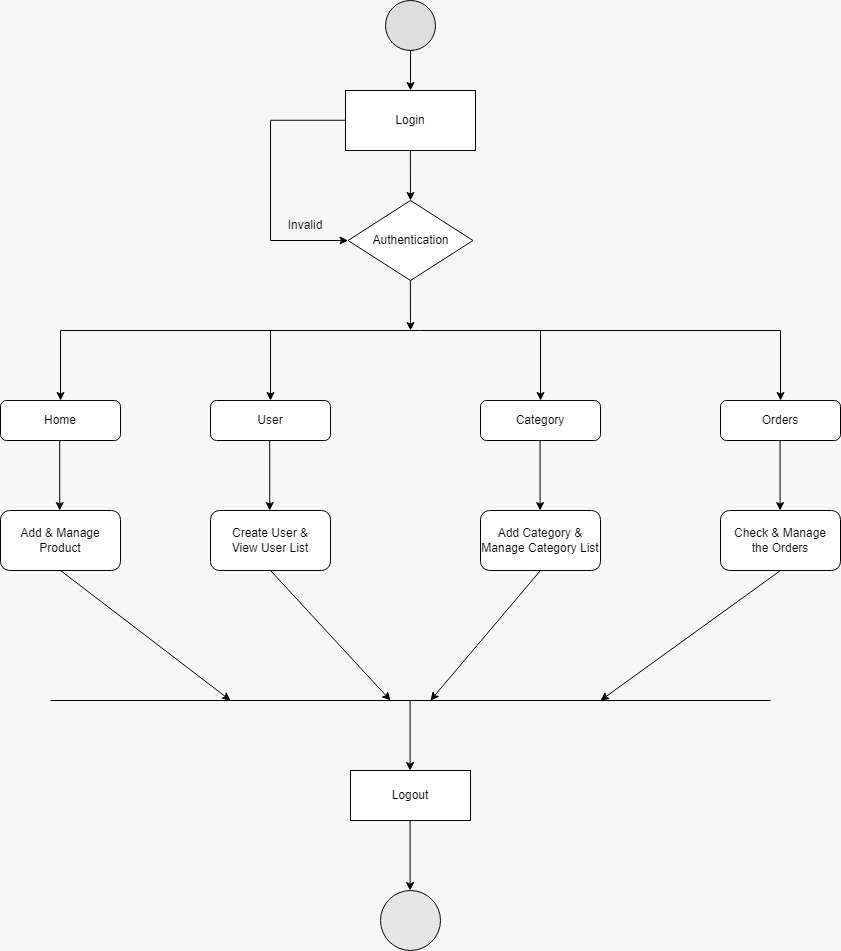 Login
Invalid
Authentication
Home
User
Category
Orders
Add & Manage
Product
Create User &
View User List
Add Category &
Manage Category List
Check & Manage
the Orders
Logout